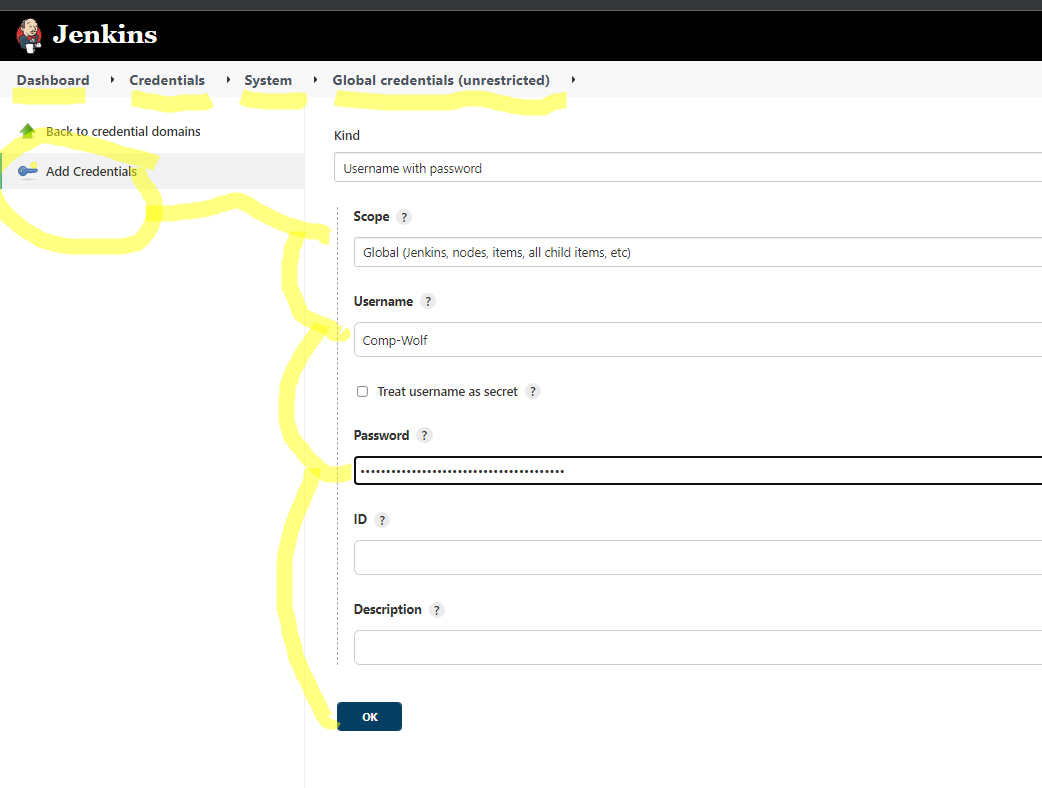 Jenkins
Dashboard Credentials System Global credentials (unrestricted)
Back to credential domains
Add Credentials
Kind
Username with password
Scope ?
Global (Jenkins, nodes, items, all child items, etc)
Username ?
Comp-Wolf
Treat username as secret ?
Password ?
••••••••••••••••••••••••••••••••••••••••
ID ?
Description ?
OK